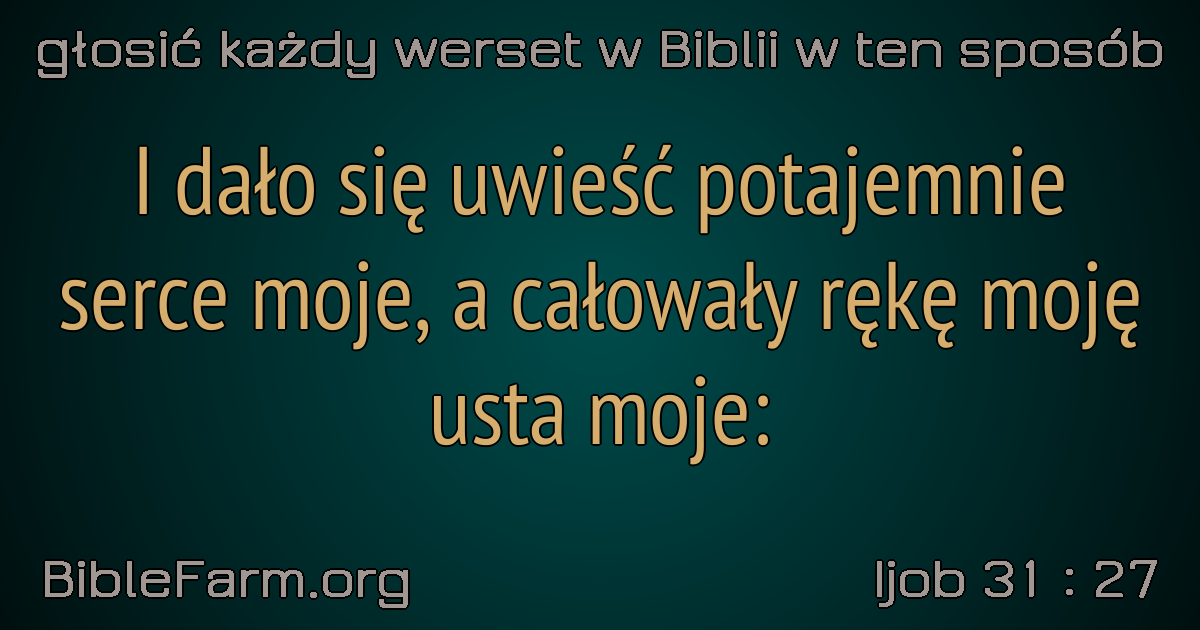 głosić każdy werset w Biblii w ten sposób
I dało się uwieść potajemnie
serce moje, a całowały rękę moję
usta moje:
BibleFarm.org
Ijob 31 : 27